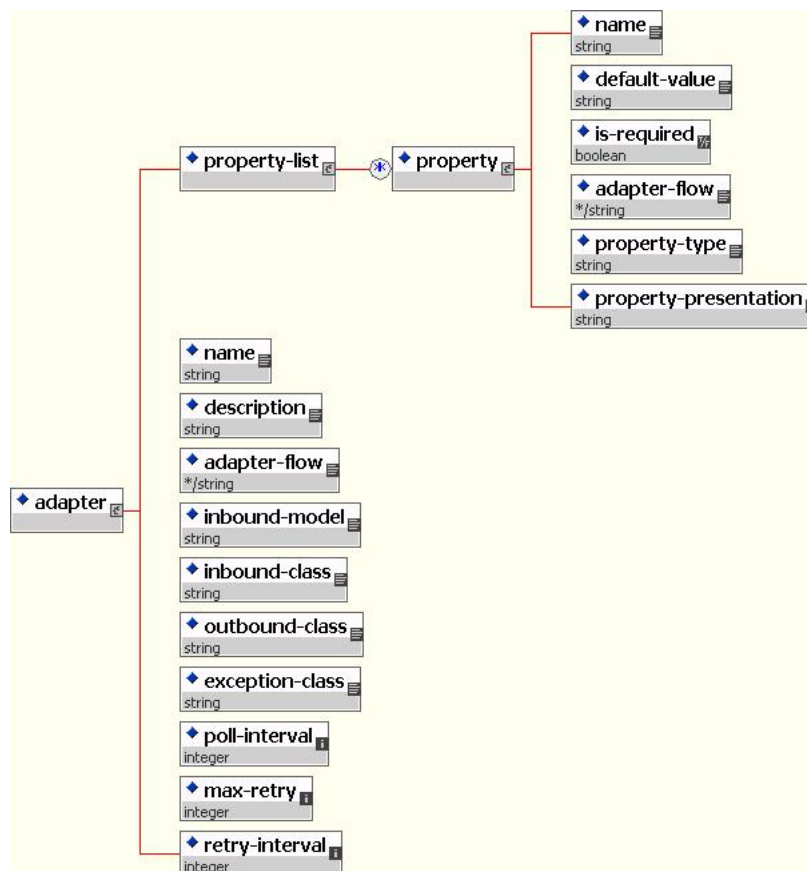 name
string
default-value
string
is-required
boolean
adapter-flow
*/string
property-type
string
property-presentation
string
property-list
*
property
name
string
description
string
adapter-flow
*/string
adapter
inbound-model
string
inbound-class
string
outbound-class
string
exception-class
string
poll-interval
integer
max-retry
integer
retry-interval
integer